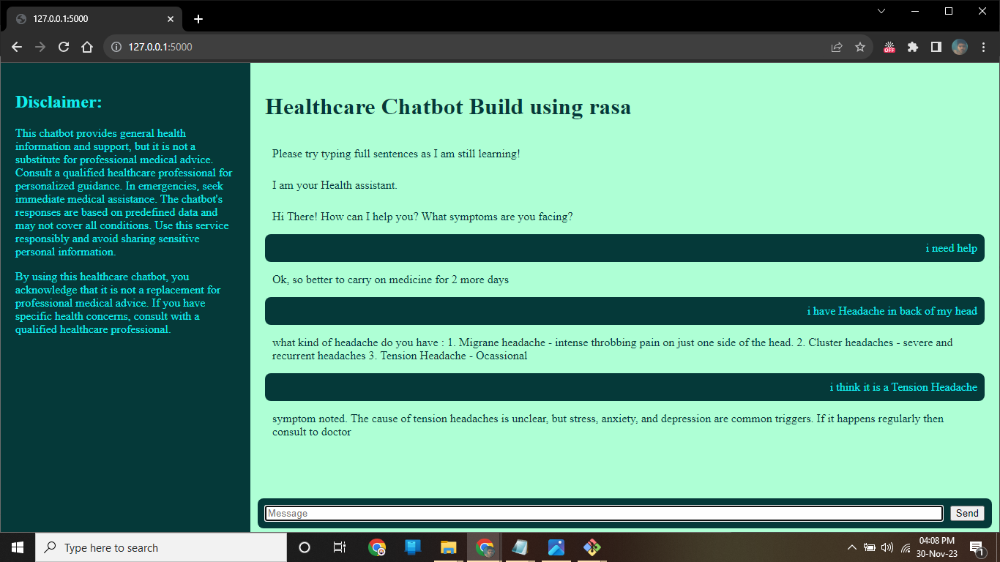 127.0.0.1:5000
127.0.0.1:5000
OFF
Disclaimer:
This chatbot provides general health
information and support, but it is not a
substitute for professional medical advice.
Consult a qualified healthcare professional for
personalized guidance. In emergencies, seek
immediate medical assistance. The chatbot's
responses are based on predefined data and
may not cover all conditions. Use this service
responsibly and avoid sharing sensitive
personal information.
By using this healthcare chatbot, you
acknowledge that it is not a replacement for
professional medical advice. If you have
specific health concerns, consult with a
qualified healthcare professional.
Healthcare Chatbot Build using rasa
Please try typing full sentences as I am still learning!
I am your Health assistant.
Hi There! How can I help you? What symptoms are you facing?
i need help
Ok, so better to carry on medicine for 2 more days
i have Headache in back of my head
what kind of headache do you have : 1. Migrane headache - intense throbbing pain on just one side of the head. 2. Cluster headaches - severe and
recurrent headaches 3. Tension Headache - Ocassional
i think it is a Tension Headache
symptom noted. The cause of tension headaches is unclear, but stress, anxiety, and depression are common triggers. If it happens regularly then
consult to doctor
Message
Send
Type here to search
04:08 PM
30-Nov-23
1